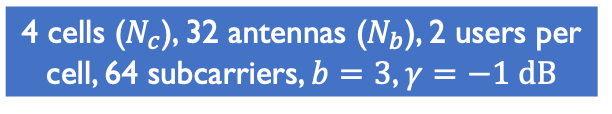 4 cells (N_c), 32 antennas (N_b), 2 users per
cell, 64 subcarriers, b = 3, γ = −1 dB